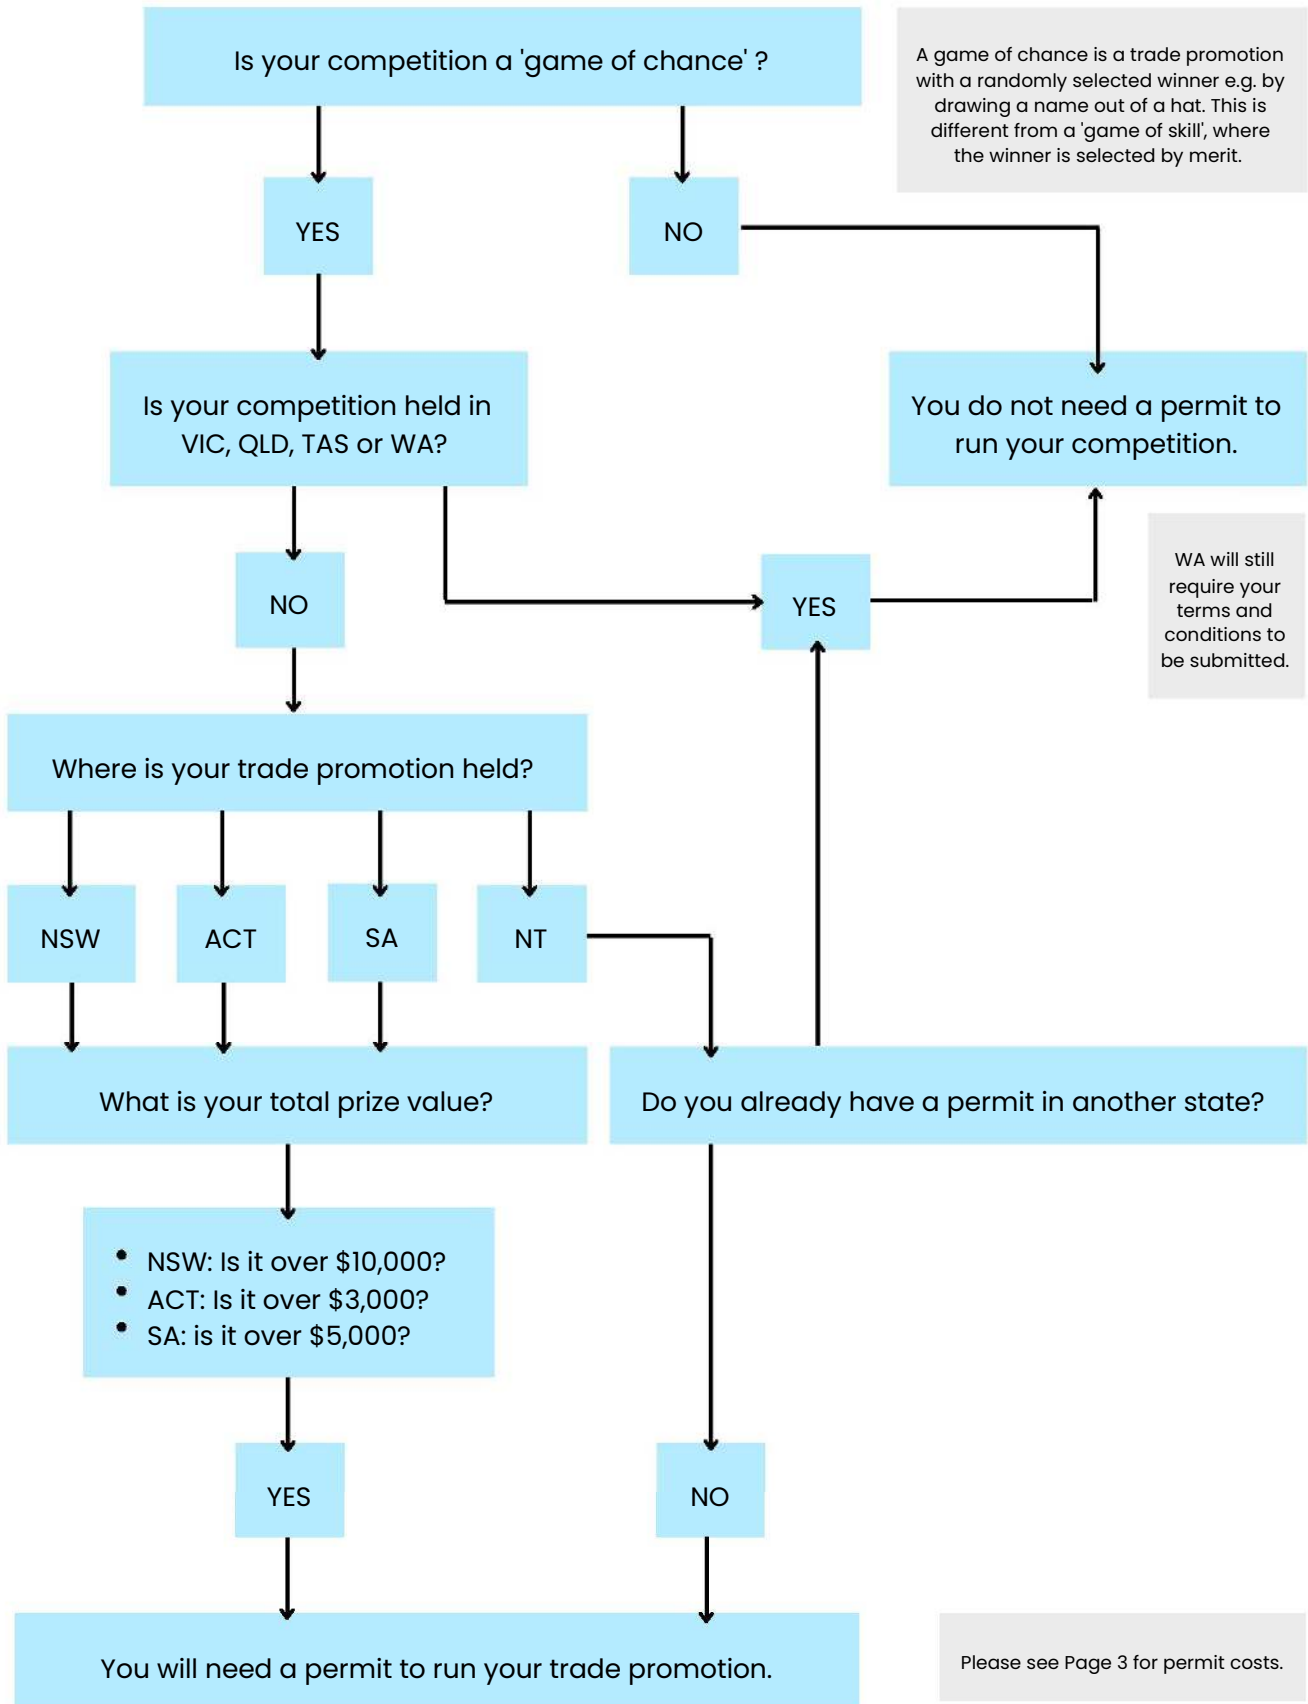 Is your competition a 'game of chance' ?
A game of chance is a trade promotion
with a randomly selected winner e.g. by
drawing a name out of a hat. This is
different from a 'game of skill', where
the winner is selected by merit.
YES
NO
Is your competition held in
VIC, QLD, TAS or WA?
You do not need a permit to
run your competition.
NO
YES
WA will still
require your
terms and
conditions to
be submitted.
Where is your trade promotion held?
NSW
ACT
SA
NT
What is your total prize value?
Do you already have a permit in another state?
• NSW: Is it over $10,000?
• ACT: Is it over $3,000?
• SA: is it over $5,000?
YES
NO
You will need a permit to run your trade promotion.
Please see Page 3 for permit costs.